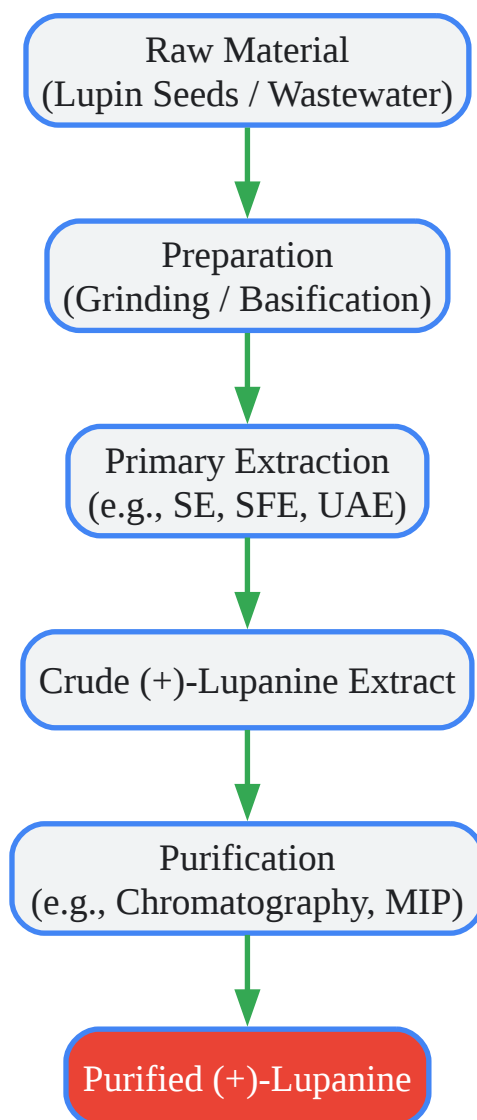 Raw Material
(Lupin Seeds / Wastewater)
Preparation
(Grinding / Basification)
Primary Extraction
(e.g., SE, SFE, UAE)
Crude (+)-Lupanine Extract
Purification
(e.g., Chromatography, MIP)
Purified (+)-Lupanine